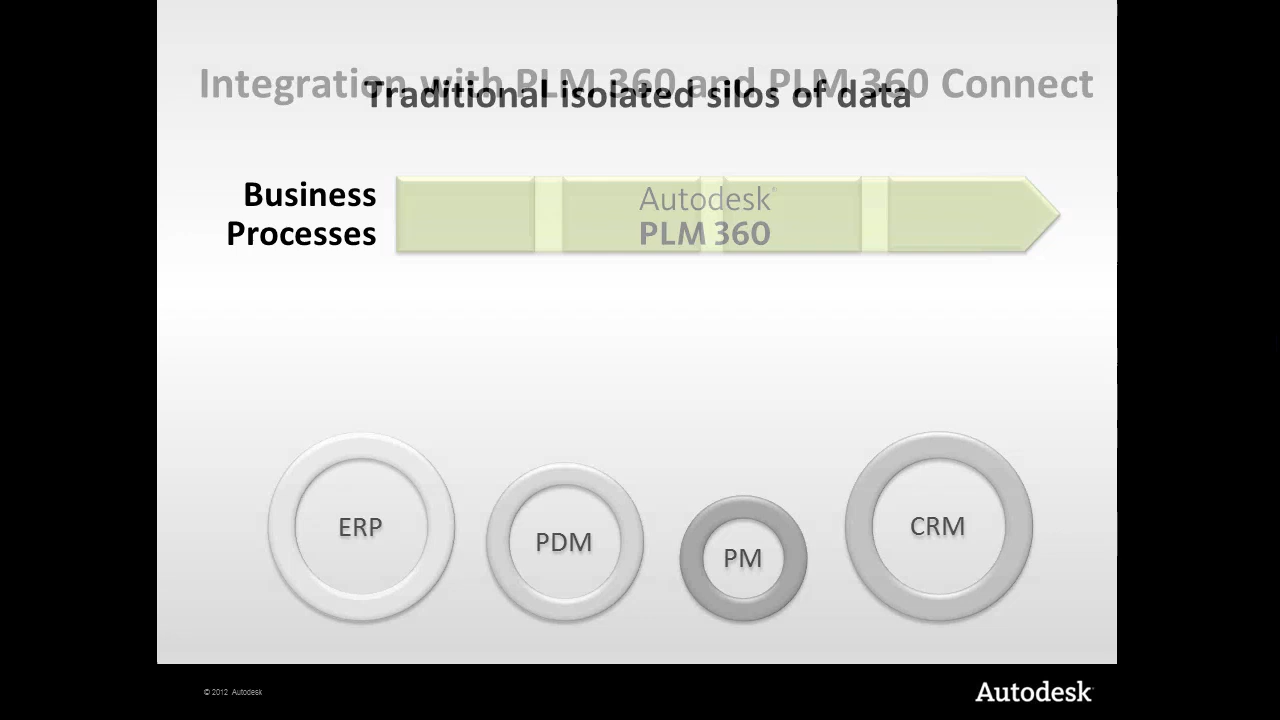 Integration with PLM 360 and PLM 360 Connect
Traditional isolated silos of data
Business
Processes
Autodesk®
PLM 360
ERP
PDM
PM
CRM
© 2012 Autodesk
Autodesk